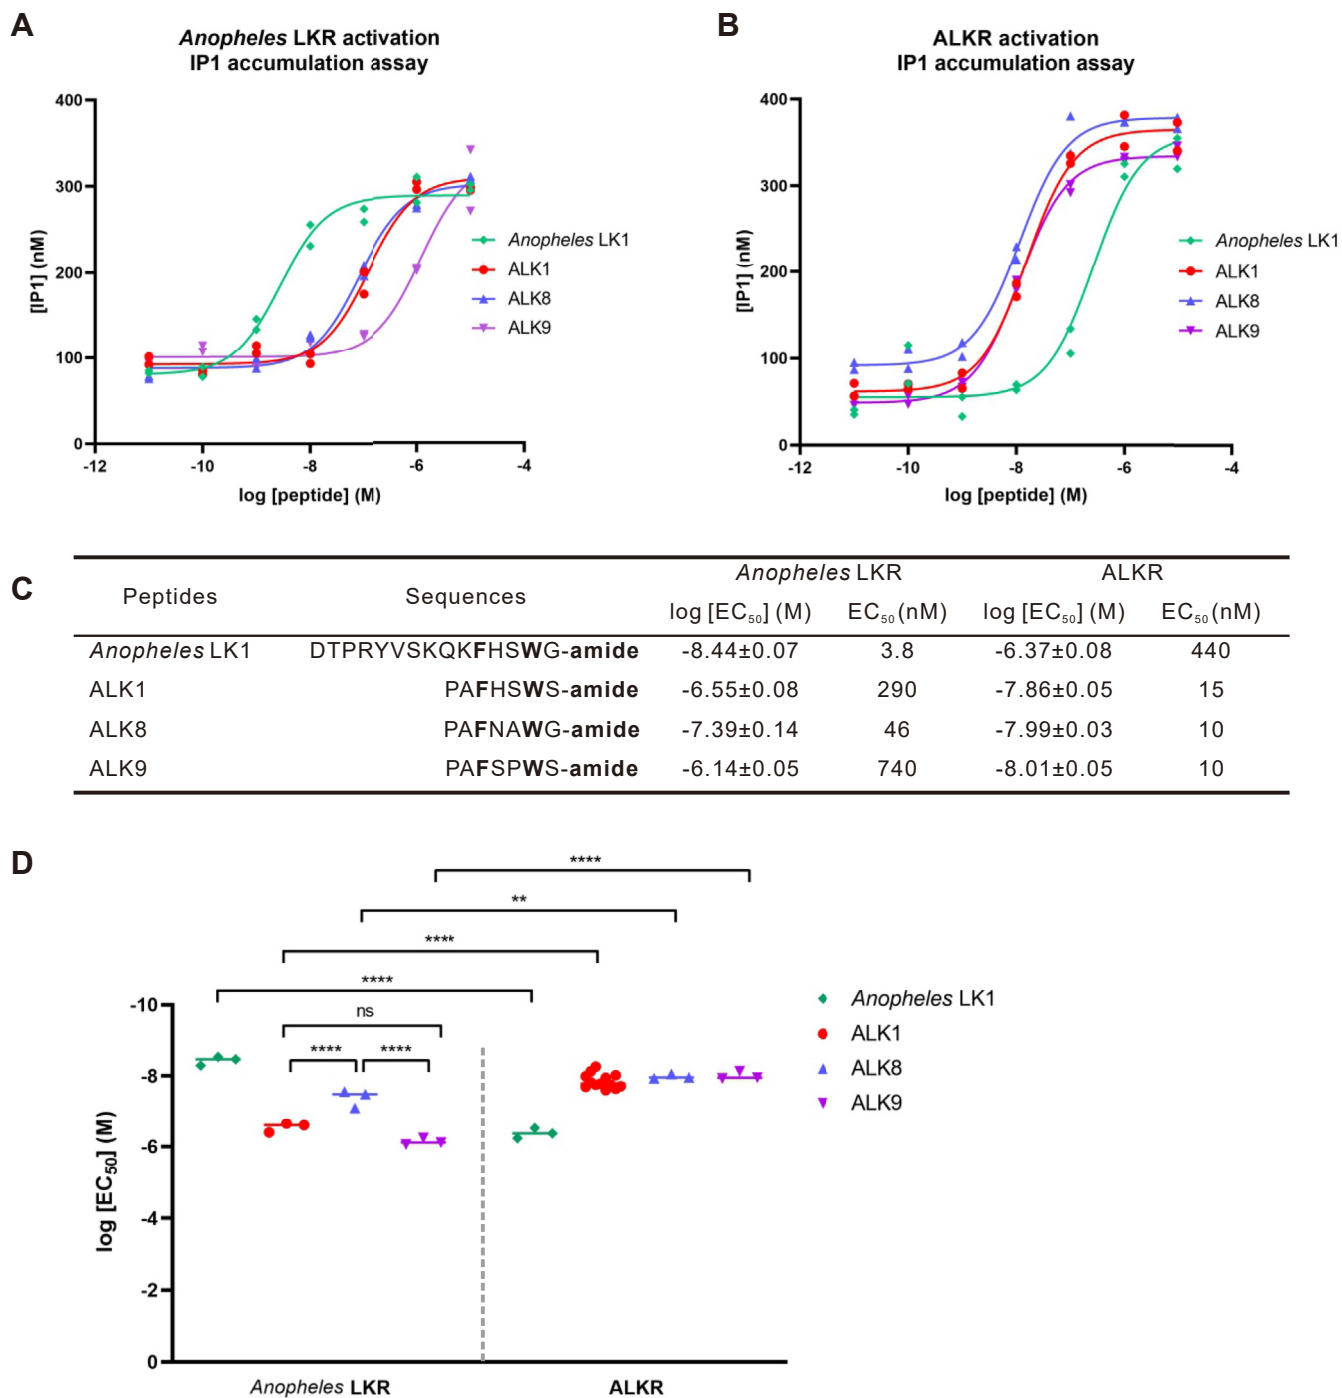 A
Anopheles LKR activation
IP1 accumulation assay
400
300
200
100
0
[IP1] (nM)
-12
-10
-8
-6
-4
log [peptide] (M)
Anopheles LK1
ALK1
ALK8
ALK9
B
ALKR activation
IP1 accumulation assay
400
300
200
100
0
[IP1] (nM)
-12
-10
-8
-6
-4
log [peptide] (M)
Anopheles LK1
ALK1
ALK8
ALK9
C
Peptides Sequences Anopheles LKR ALKR
log [EC50] (M) EC50 (nM) log [EC50] (M) EC50 (nM)
Anopheles LK1 DTPRYVSKQKFHSWG-amide -8.44±0.07 3.8 -6.37±0.08 440
ALK1 PAFHSWS-amide -6.55±0.08 290 -7.86±0.05 15
ALK8 PAFNAWG-amide -7.39±0.14 46 -7.99±0.03 10
ALK9 PAFSPWS-amide -6.14±0.05 740 -8.01±0.05 10
D
****
**
****
****
ns
**** ****
-10
-8
-6
-4
-2
0
log [EC50] (M)
Anopheles LKR
ALKR
Anopheles LK1
ALK1
ALK8
ALK9